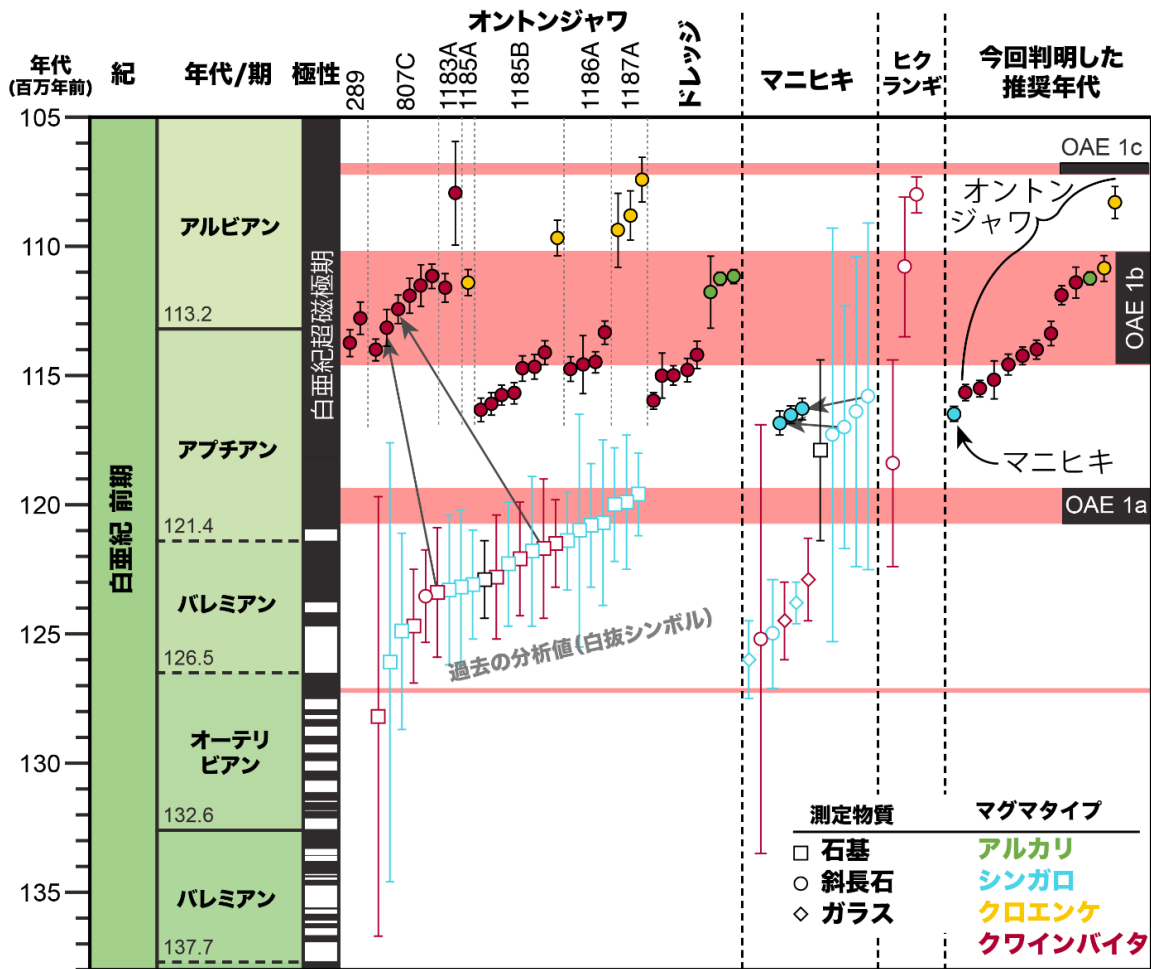 オントンジャワ
年代
(百万年前)
紀
年代/期
極性
289
807C
1183A
1185A
1185B
1186A
1187A
ドレッジ
マニヒキ
ヒク
ランギ
今回判明した
推奨年代
105
110
115
120
125
130
135
白亜紀 前期
アルビアン
113.2
アプチアン
121.4
バレミアン
126.5
オーテリ
ビアン
132.6
バレミアン
137.7
白亜紀超磁極期
OAE 1c
オントン
ジャワ
OAE 1b
マニヒキ
OAE 1a
過去の分析値(白抜シンボル)
測定物質
石基
斜長石
ガラス
マグマタイプ
アルカリ
シンガロ
クロエンケ
クワインバイタ